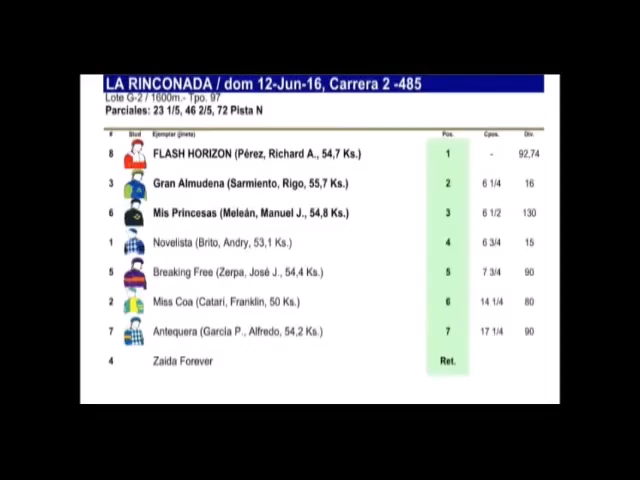 LA RINCONADA / dom 12-Jun-16, Carrera 2 -485
Lote G-2 / 1600m.- Tpo. 97
Parciales: 23 1/5, 46 2/5, 72 Pista N
# Stud Ejemplar (jinete) Pos. Cpos. Div.
8 FLASH HORIZON (Pérez, Richard A., 54,7 Ks.) 1 - 92,74
3 Gran Almudena (Sarmiento, Rigo, 55,7 Ks.) 2 6 1/4 16
6 Mis Princesas (Meleán, Manuel J., 54,8 Ks.) 3 6 1/2 130
1 Novelista (Brito, Andry, 53,1 Ks.) 4 6 3/4 15
5 Breaking Free (Zerpa, José J., 54,4 Ks.) 5 7 3/4 90
2 Miss Coa (Catarí, Franklin, 50 Ks.) 6 14 1/4 80
7 Antequera (García P., Alfredo, 54,2 Ks.) 7 17 1/4 90
4 Zaida Forever Ret.